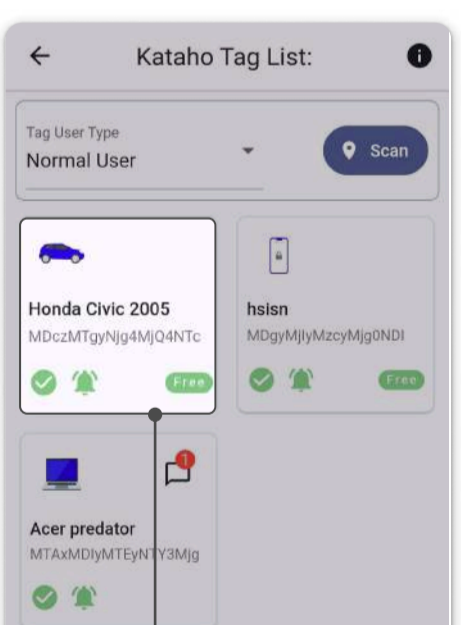 Kataho Tag List:
Tag User Type
Normal User
Scan
Honda Civic 2005
MDczMTgyNjg4MjQ4NTc
Free
hsisn
MDgyMjIyMzcyMjg0NDI
Free
1
Acer predator
MTAxMDIyMTEyNTY3Mjg